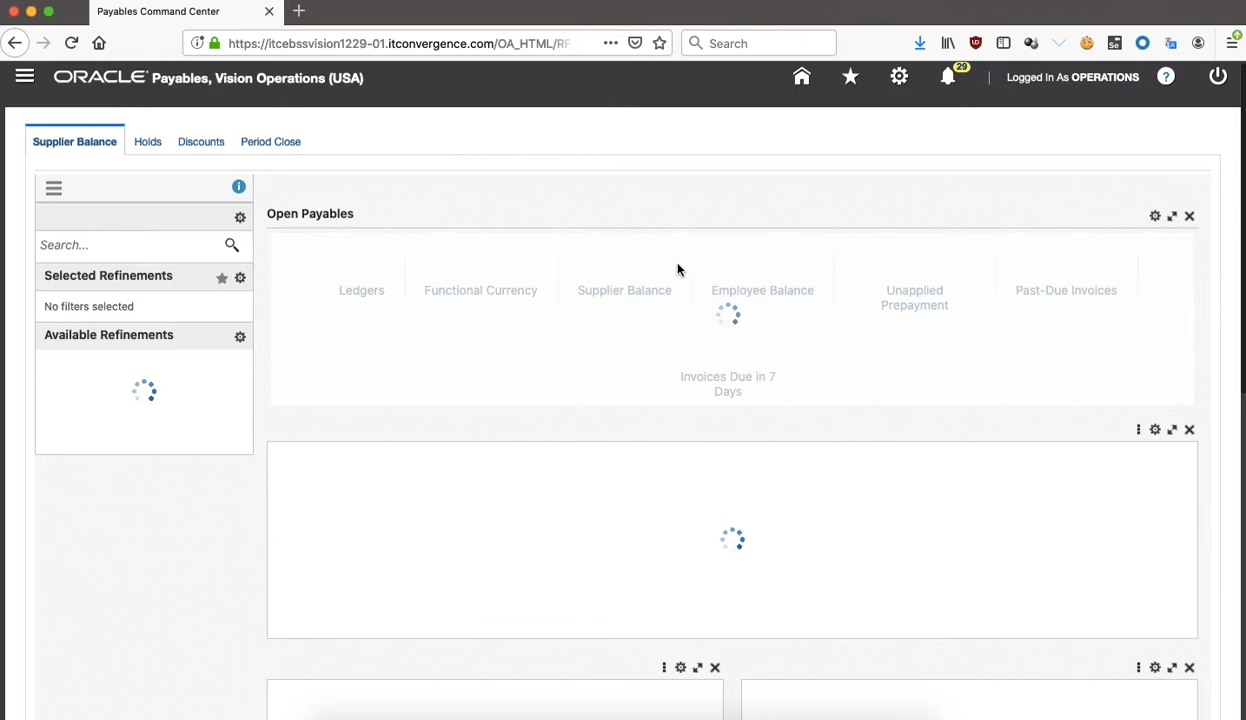 Payables Command Center
https://itcebssvision1229-01.itconvergence.com/OA_HTML/RF
Search
ORACLE Payables, Vision Operations (USA)
29
Logged In As OPERATIONS
?
Supplier Balance
Holds
Discounts
Period Close
i
Search...
Selected Refinements
No filters selected
Available Refinements
Open Payables
Ledgers
Functional Currency
Supplier Balance
Employee Balance
Unapplied
Prepayment
Past-Due Invoices
Invoices Due in 7
Days